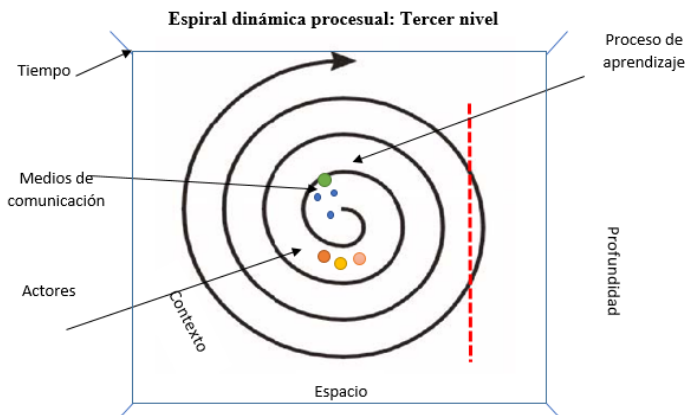 Espiral dinámica procesual: Tercer nivel
Proceso de
aprendizaje
Tiempo
Medios de
comunicación
Profundidad
Actores
Contexto
Espacio